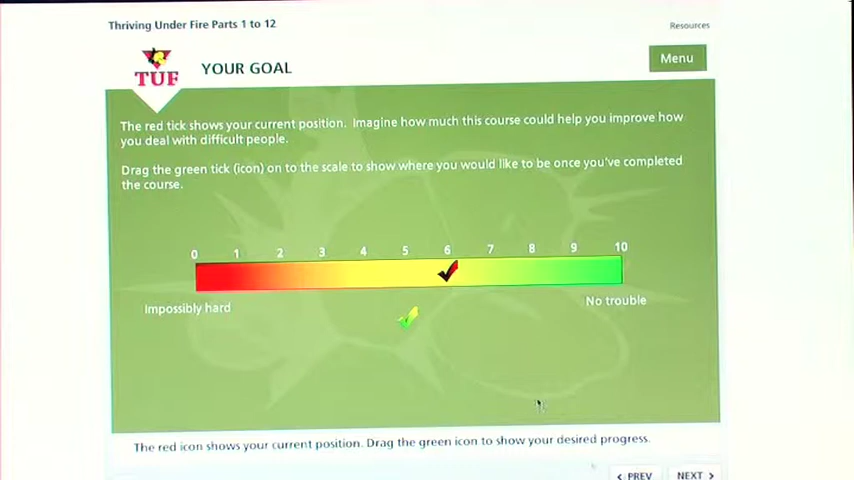 Thriving Under Fire Parts 1 to 12
Resources
TUF
YOUR GOAL
Menu
The red tick shows your current position. Imagine how much this course could help you improve how
you deal with difficult people.
Drag the green tick (icon) on to the scale to show where you would like to be once you've completed
the course.
0 1 2 3 4 5 6 7 8 9 10
Impossibly hard
No trouble
The red icon shows your current position. Drag the green icon to show your desired progress.
< PREV
NEXT >